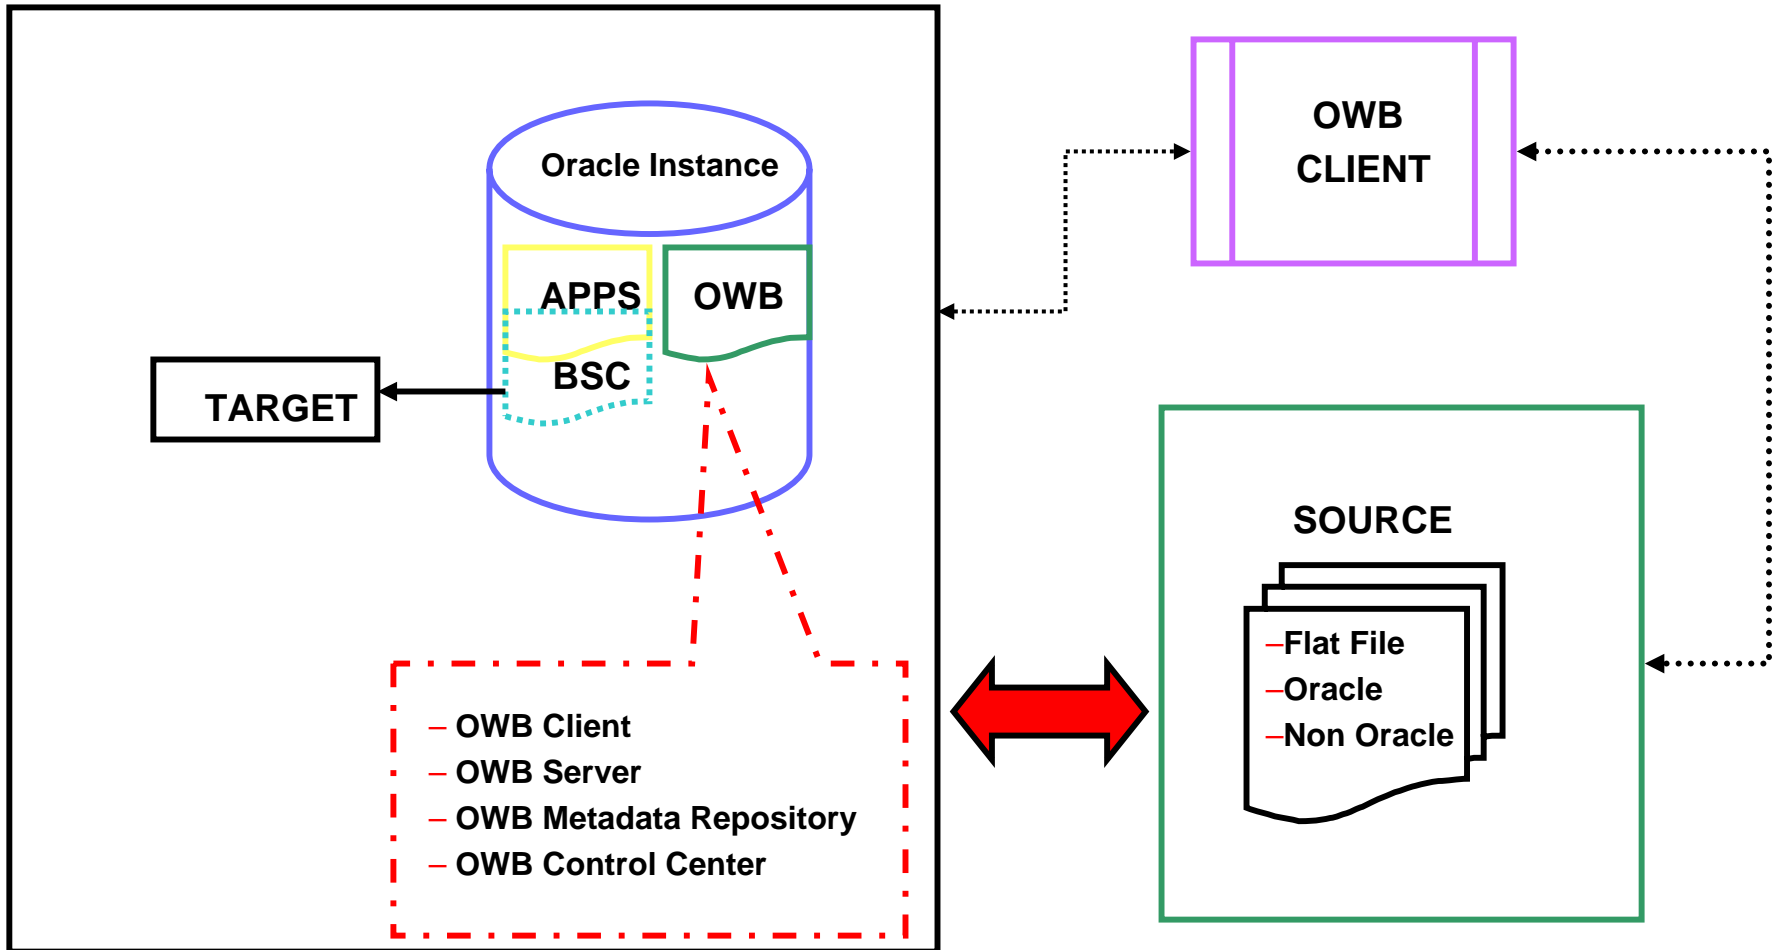 Oracle Instance
APPS
OWB
BSC
TARGET
– OWB Client
– OWB Server
– OWB Metadata Repository
– OWB Control Center
OWB
CLIENT
SOURCE
–Flat File
–Oracle
–Non Oracle